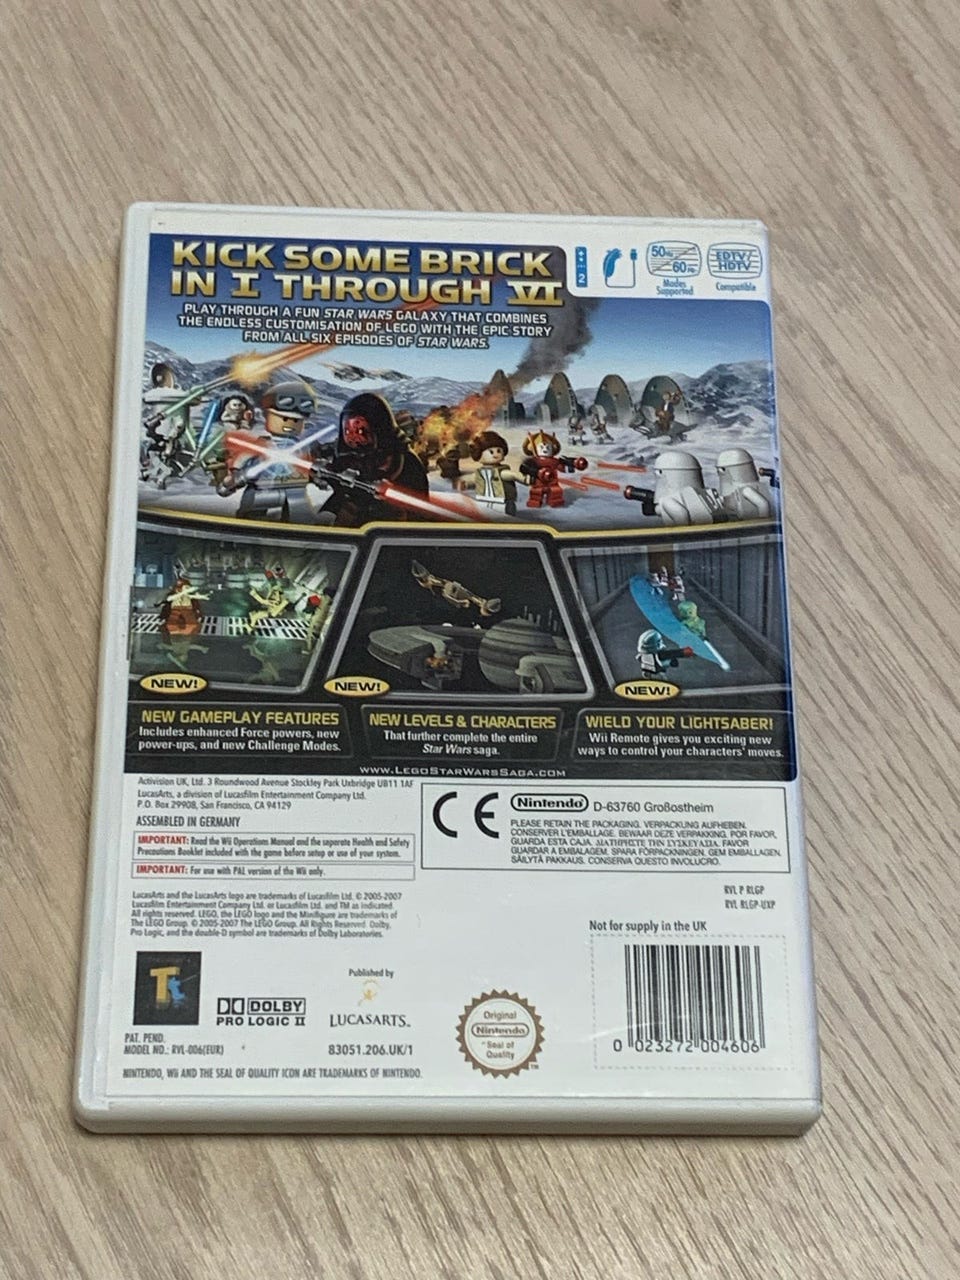 KICK SOME BRICK
IN I THROUGH VI
PLAY THROUGH A FUN STAR WARS GALAXY THAT COMBINES
THE ENDLESS CUSTOMISATION OF LEGO WITH THE EPIC STORY
FROM ALL SIX EPISODES OF STAR WARS.
2
50Hz
60Hz
Modes
Supported
EDTV/
HDTV
Compatible
NEW!
NEW!
NEW!
NEW GAMEPLAY FEATURES
Includes enhanced Force powers, new
power-ups, and new Challenge Modes.
NEW LEVELS & CHARACTERS
That further complete the entire
Star Wars saga.
WIELD YOUR LIGHTSABER!
Wii Remote gives you exciting new
ways to control your characters' moves.
WWW.LEGOSTARWARSSAGA.COM
Activision UK, Ltd. 3 Roundwood Avenue Stockley Park Uxbridge UB11 1AF
LucasArts, a division of Lucasfilm Entertainment Company Ltd.
P.O. Box 29908, San Francisco, CA 94129
ASSEMBLED IN GERMANY
IMPORTANT: Read the Wii Operations Manual and the separate Health and Safety
Precautions Booklet included with the game before setup or use of your system.
IMPORTANT: For use with PAL version of the Wii only.
CE
Nintendo
D-63760 Großostheim
PLEASE RETAIN THE PACKAGING. VERPACKUNG AUFHEBEN.
CONSERVER L'EMBALLAGE. BEWAAR DEZE VERPAKKING. POR FAVOR,
GUARDA ESTA CAJA. ΔΙΑΤΗΡΗΣΤΕ ΤΗΝ ΣΥΣΚΕΥΑΣΙΑ. FAVOR
GUARDAR A EMBALAGEM. SPARA FÖRPACKNINGEN. GEM EMBALLAGEN.
SÄILYTÄ PAKKAUS. CONSERVA QUESTO INVOLUCRO.
LucasArts and the LucasArts logo are trademarks of Lucasfilm Ltd. © 2005-2007
Lucasfilm Entertainment Company Ltd. or Lucasfilm Ltd. and TM as indicated
All rights reserved. LEGO, the LEGO logo and the Minifigure are trademarks of
The LEGO Group. © 2005-2007 The LEGO Group. All Rights Reserved. Dolby,
Pro Logic, and the double-D symbol are trademarks of Dolby Laboratories.
RVL P RLGP
RVL-RLGP-UXP
Not for supply in the UK
Tt
DOLBY
PRO LOGIC II
Published by
LUCASARTS™
Original
Nintendo
Seal of
Quality
TM
0 023272 004606
PAT. PEND.
MODEL NO.: RVL-006(EUR)
83051.206.UK/1
NINTENDO, Wii AND THE SEAL OF QUALITY ICON ARE TRADEMARKS OF NINTENDO.